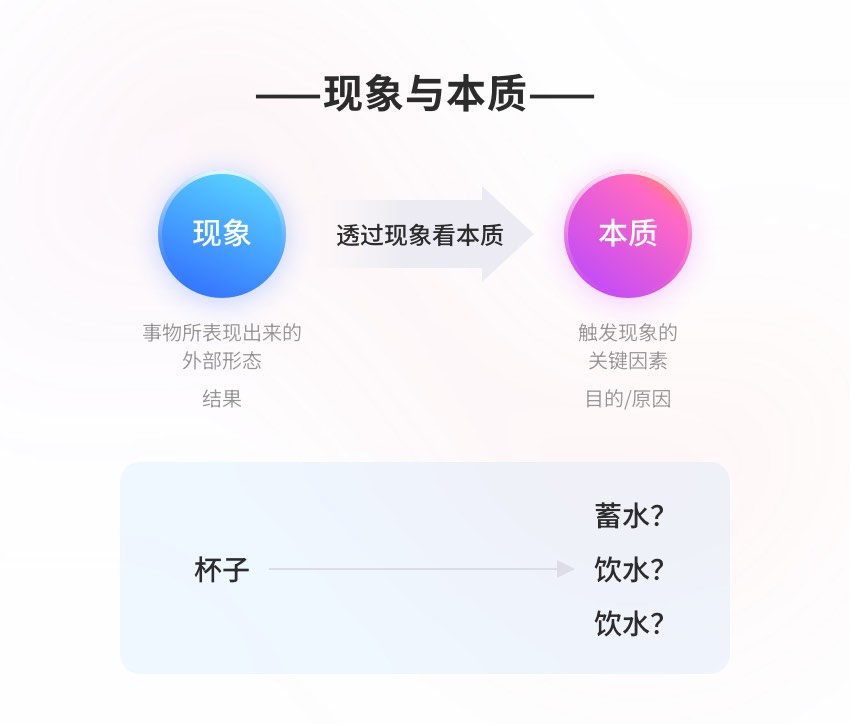 现象与本质
现象
透过现象看本质
本质
事物所表现出来的
外部形态
结果
触发现象的
关键因素
目的/原因
蓄水?
杯子
饮水?
饮水?